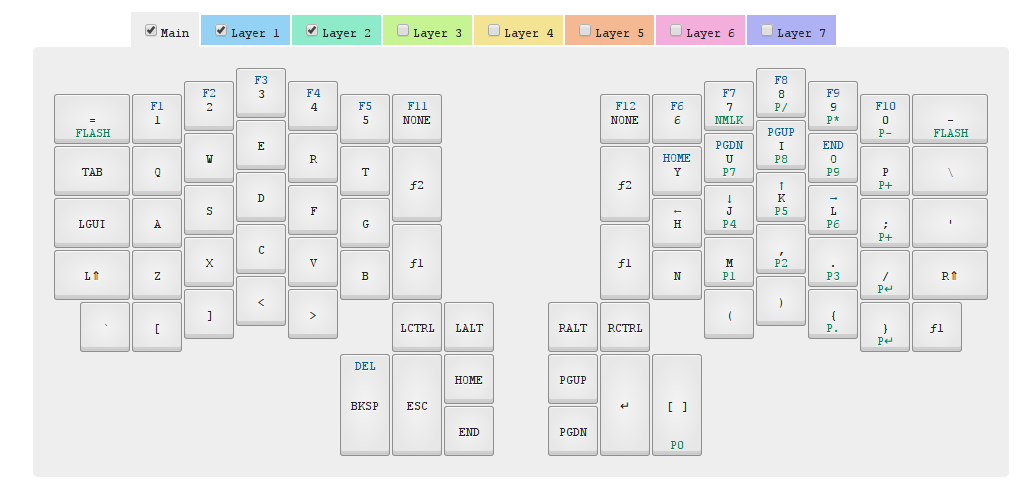 Main Layer 1 Layer 2 Layer 3 Layer 4 Layer 5 Layer 6 Layer 7
=
FLASH
F1
1
F2
2
F3
3
F4
4
F5
5
F11
NONE
F12
NONE
F6
6
F7
7
NMLK
F8
8
P/
F9
9
P*
F10
0
P-
-
FLASH
TAB
Q
W
E
R
T
ƒ2
ƒ2
HOME
Y
PGDN
U
P7
PGUP
I
P8
END
O
P9
P
P+
\
LGUI
A
S
D
F
G
←
H
↓
J
P4
↑
K
P5
→
L
P6
;
P+
'
L⇑
Z
X
C
V
B
ƒ1
ƒ1
N
M
P1
,
P2
.
P3
/
P↵
R⇑
`
[
]
<
>
(
)
{
P.
}
P↵
ƒ1
LCTRL
LALT
RALT
RCTRL
DEL
BKSP
ESC
HOME
END
PGUP
PGDN
↵
[ ]
P0